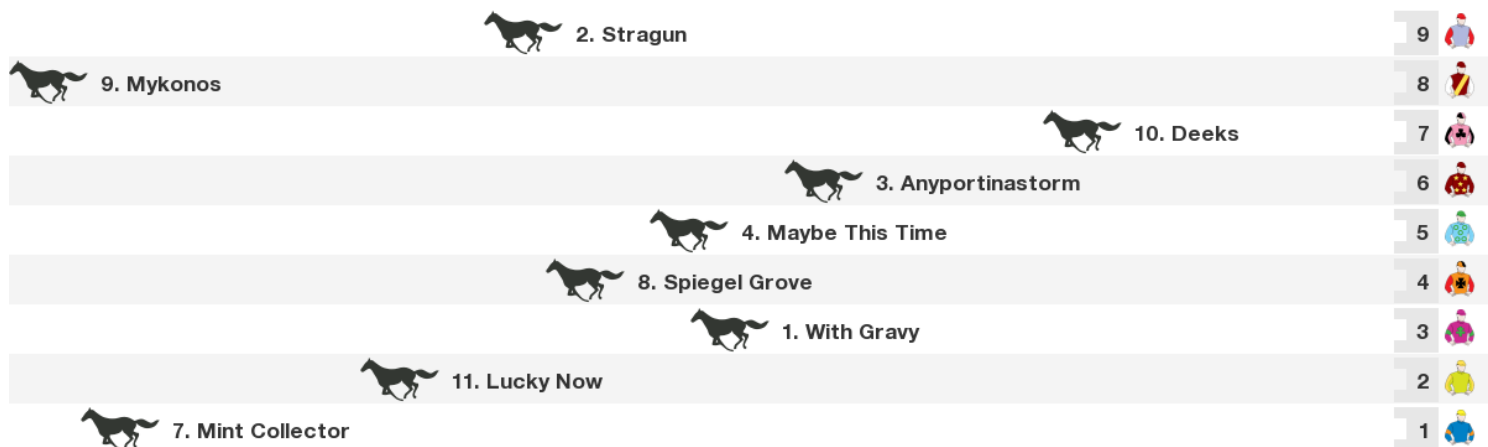 2. Stragun 9
9. Mykonos 8
10. Deeks 7
3. Anyportinastorm 6
4. Maybe This Time 5
8. Spiegel Grove 4
1. With Gravy 3
11. Lucky Now 2
7. Mint Collector 1